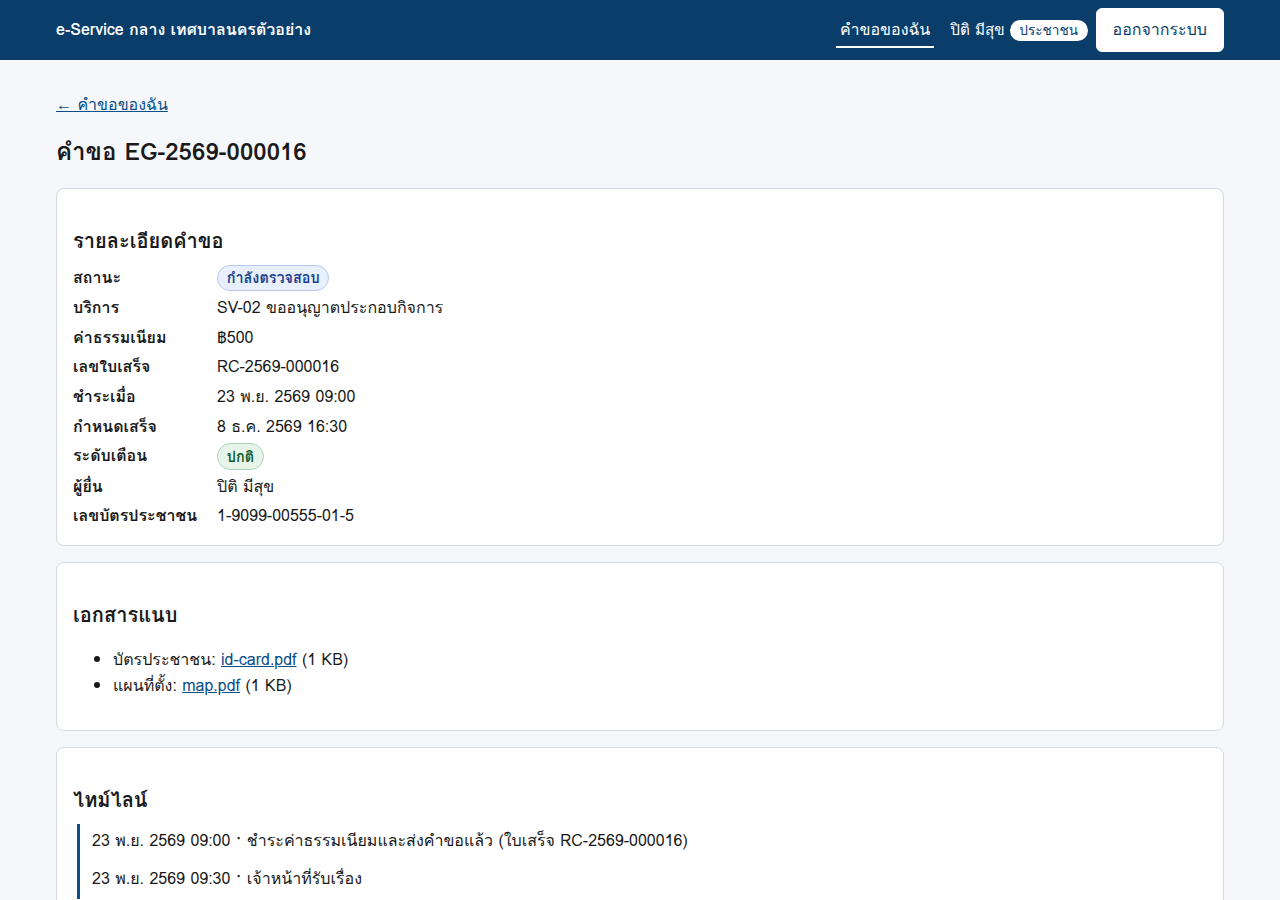 e-Service กลาง เทศบาลนครตัวอย่าง
คำขอของฉัน ปิติ มีสุข ประชาชน ออกจากระบบ
← คำขอของฉัน
คำขอ EG-2569-000016
รายละเอียดคำขอ
สถานะ กำลังตรวจสอบ
บริการ SV-02 ขออนุญาตประกอบกิจการ
ค่าธรรมเนียม ฿500
เลขใบเสร็จ RC-2569-000016
ชำระเมื่อ 23 พ.ย. 2569 09:00
กำหนดเสร็จ 8 ธ.ค. 2569 16:30
ระดับเตือน ปกติ
ผู้ยื่น ปิติ มีสุข
เลขบัตรประชาชน 1-9099-00555-01-5
เอกสารแนบ
• บัตรประชาชน: id-card.pdf (1 KB)
• แผนที่ตั้ง: map.pdf (1 KB)
ไทม์ไลน์
23 พ.ย. 2569 09:00 · ชำระค่าธรรมเนียมและส่งคำขอแล้ว (ใบเสร็จ RC-2569-000016)
23 พ.ย. 2569 09:30 · เจ้าหน้าที่รับเรื่อง